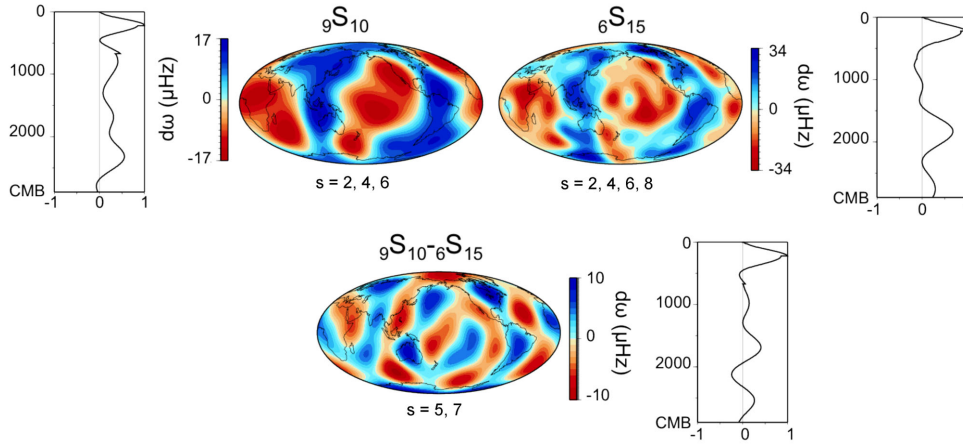 ₉S₁₀
₆S₁₅
0
1000
2000
CMB
-1
0
1
17
0
-17
dω (μHz)
s = 2, 4, 6
s = 2, 4, 6, 8
34
0
-34
dω (μHz)
0
1000
2000
CMB
-1
0
₉S₁₀-₆S₁₅
10
0
-10
dω (μHz)
s = 5, 7
0
1000
2000
CMB
-1
0
1